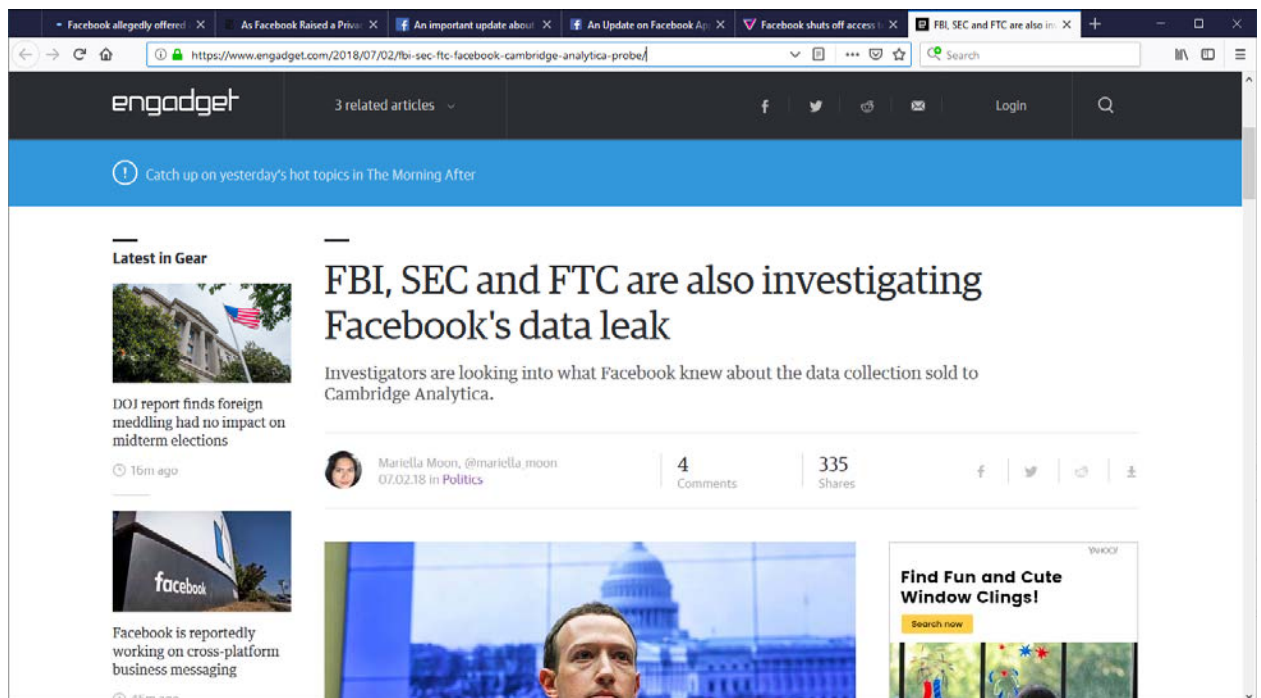 Facebook allegedly offered
As Facebook Raised a Priva
An important update about
An Update on Facebook Ap
Facebook shuts off access t
FBI, SEC and FTC are also inv
https://www.engadget.com/2018/07/02/fbi-sec-ftc-facebook-cambridge-analytica-probe/
Search
engadget
3 related articles
Login
Catch up on yesterday's hot topics in The Morning After
Latest in Gear
DOJ report finds foreign
meddling had no impact on
midterm elections
16m ago
facebook
Facebook is reportedly
working on cross-platform
business messaging
FBI, SEC and FTC are also investigating
Facebook's data leak
Investigators are looking into what Facebook knew about the data collection sold to
Cambridge Analytica.
Mariella Moon, @mariella_moon
07.02.18 in Politics
4
Comments
335
Shares
YAHOO!
Find Fun and Cute
Window Clings!
Search now